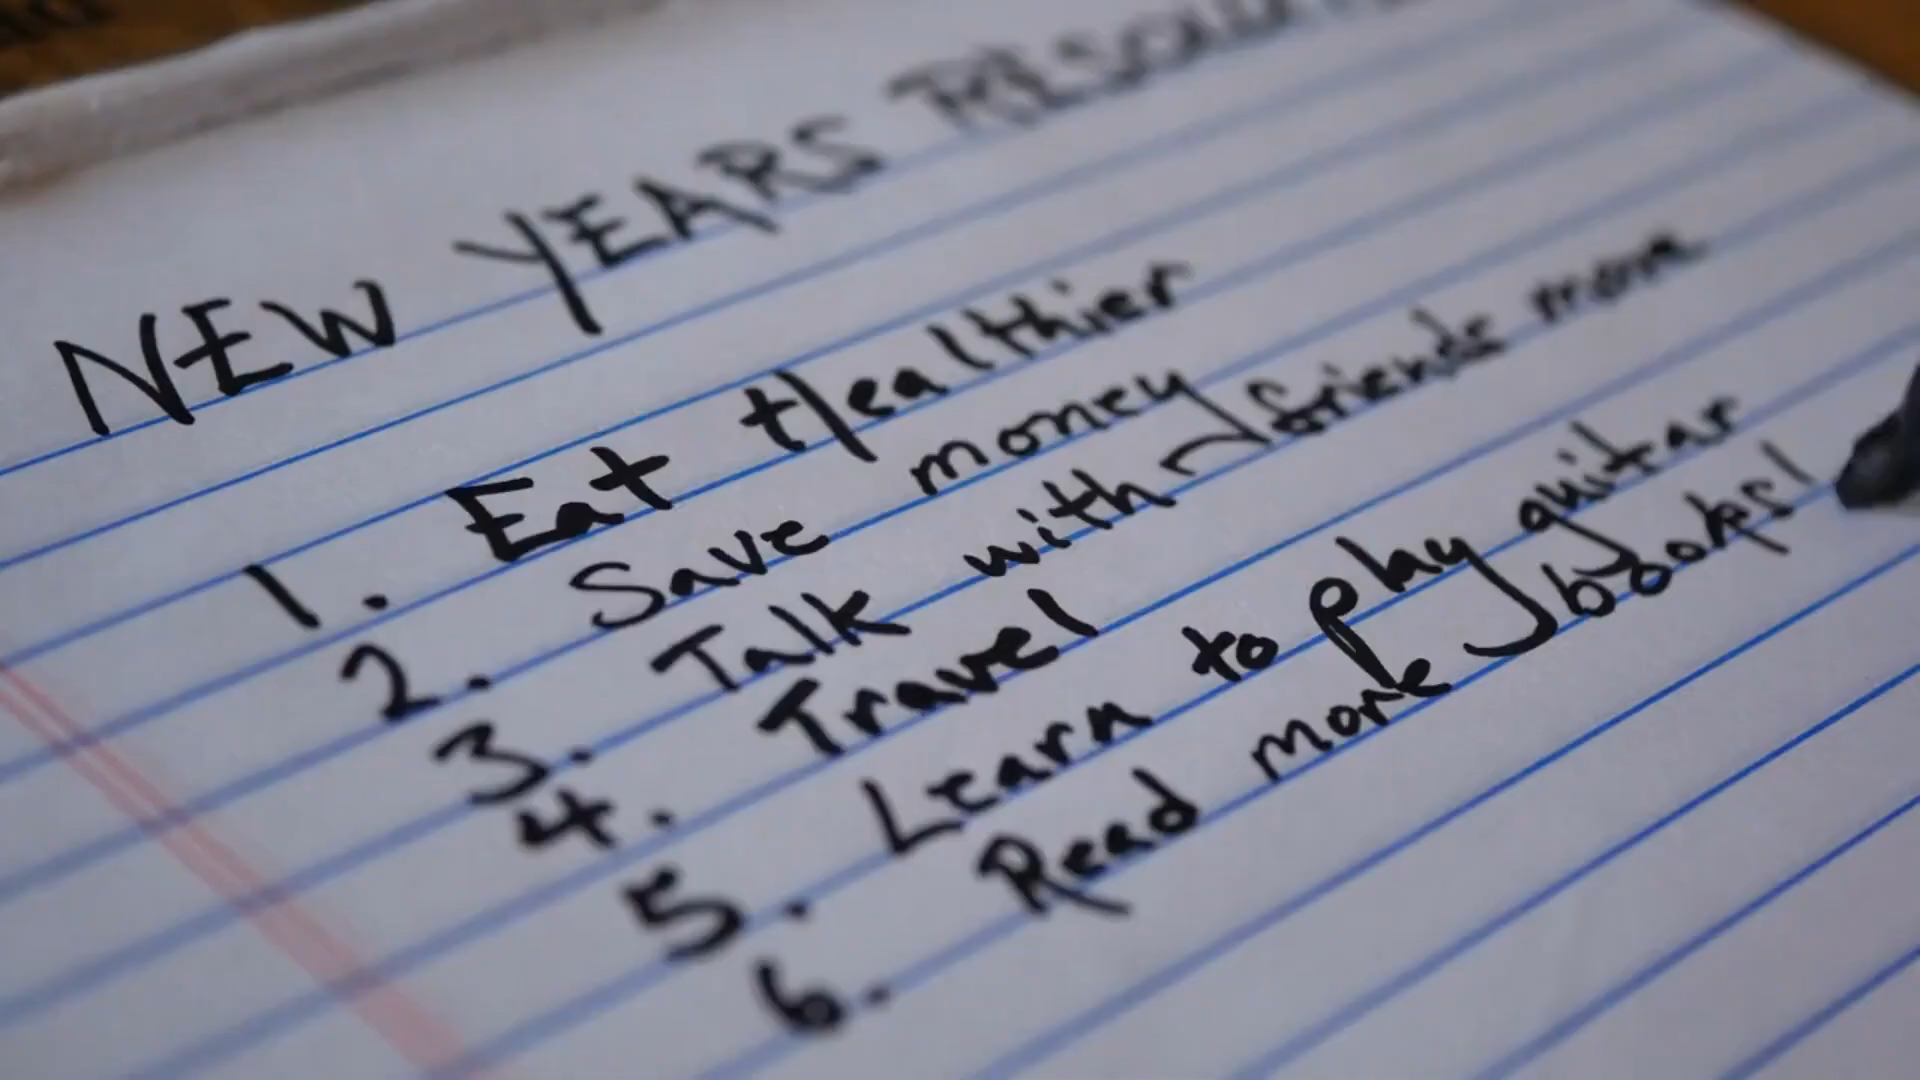 NEW YEARS RESOLU
1. Eat Healthier
2. Save money
3. Talk with friends more
4. Travel
5. Learn to play guitar
6. Read more books!